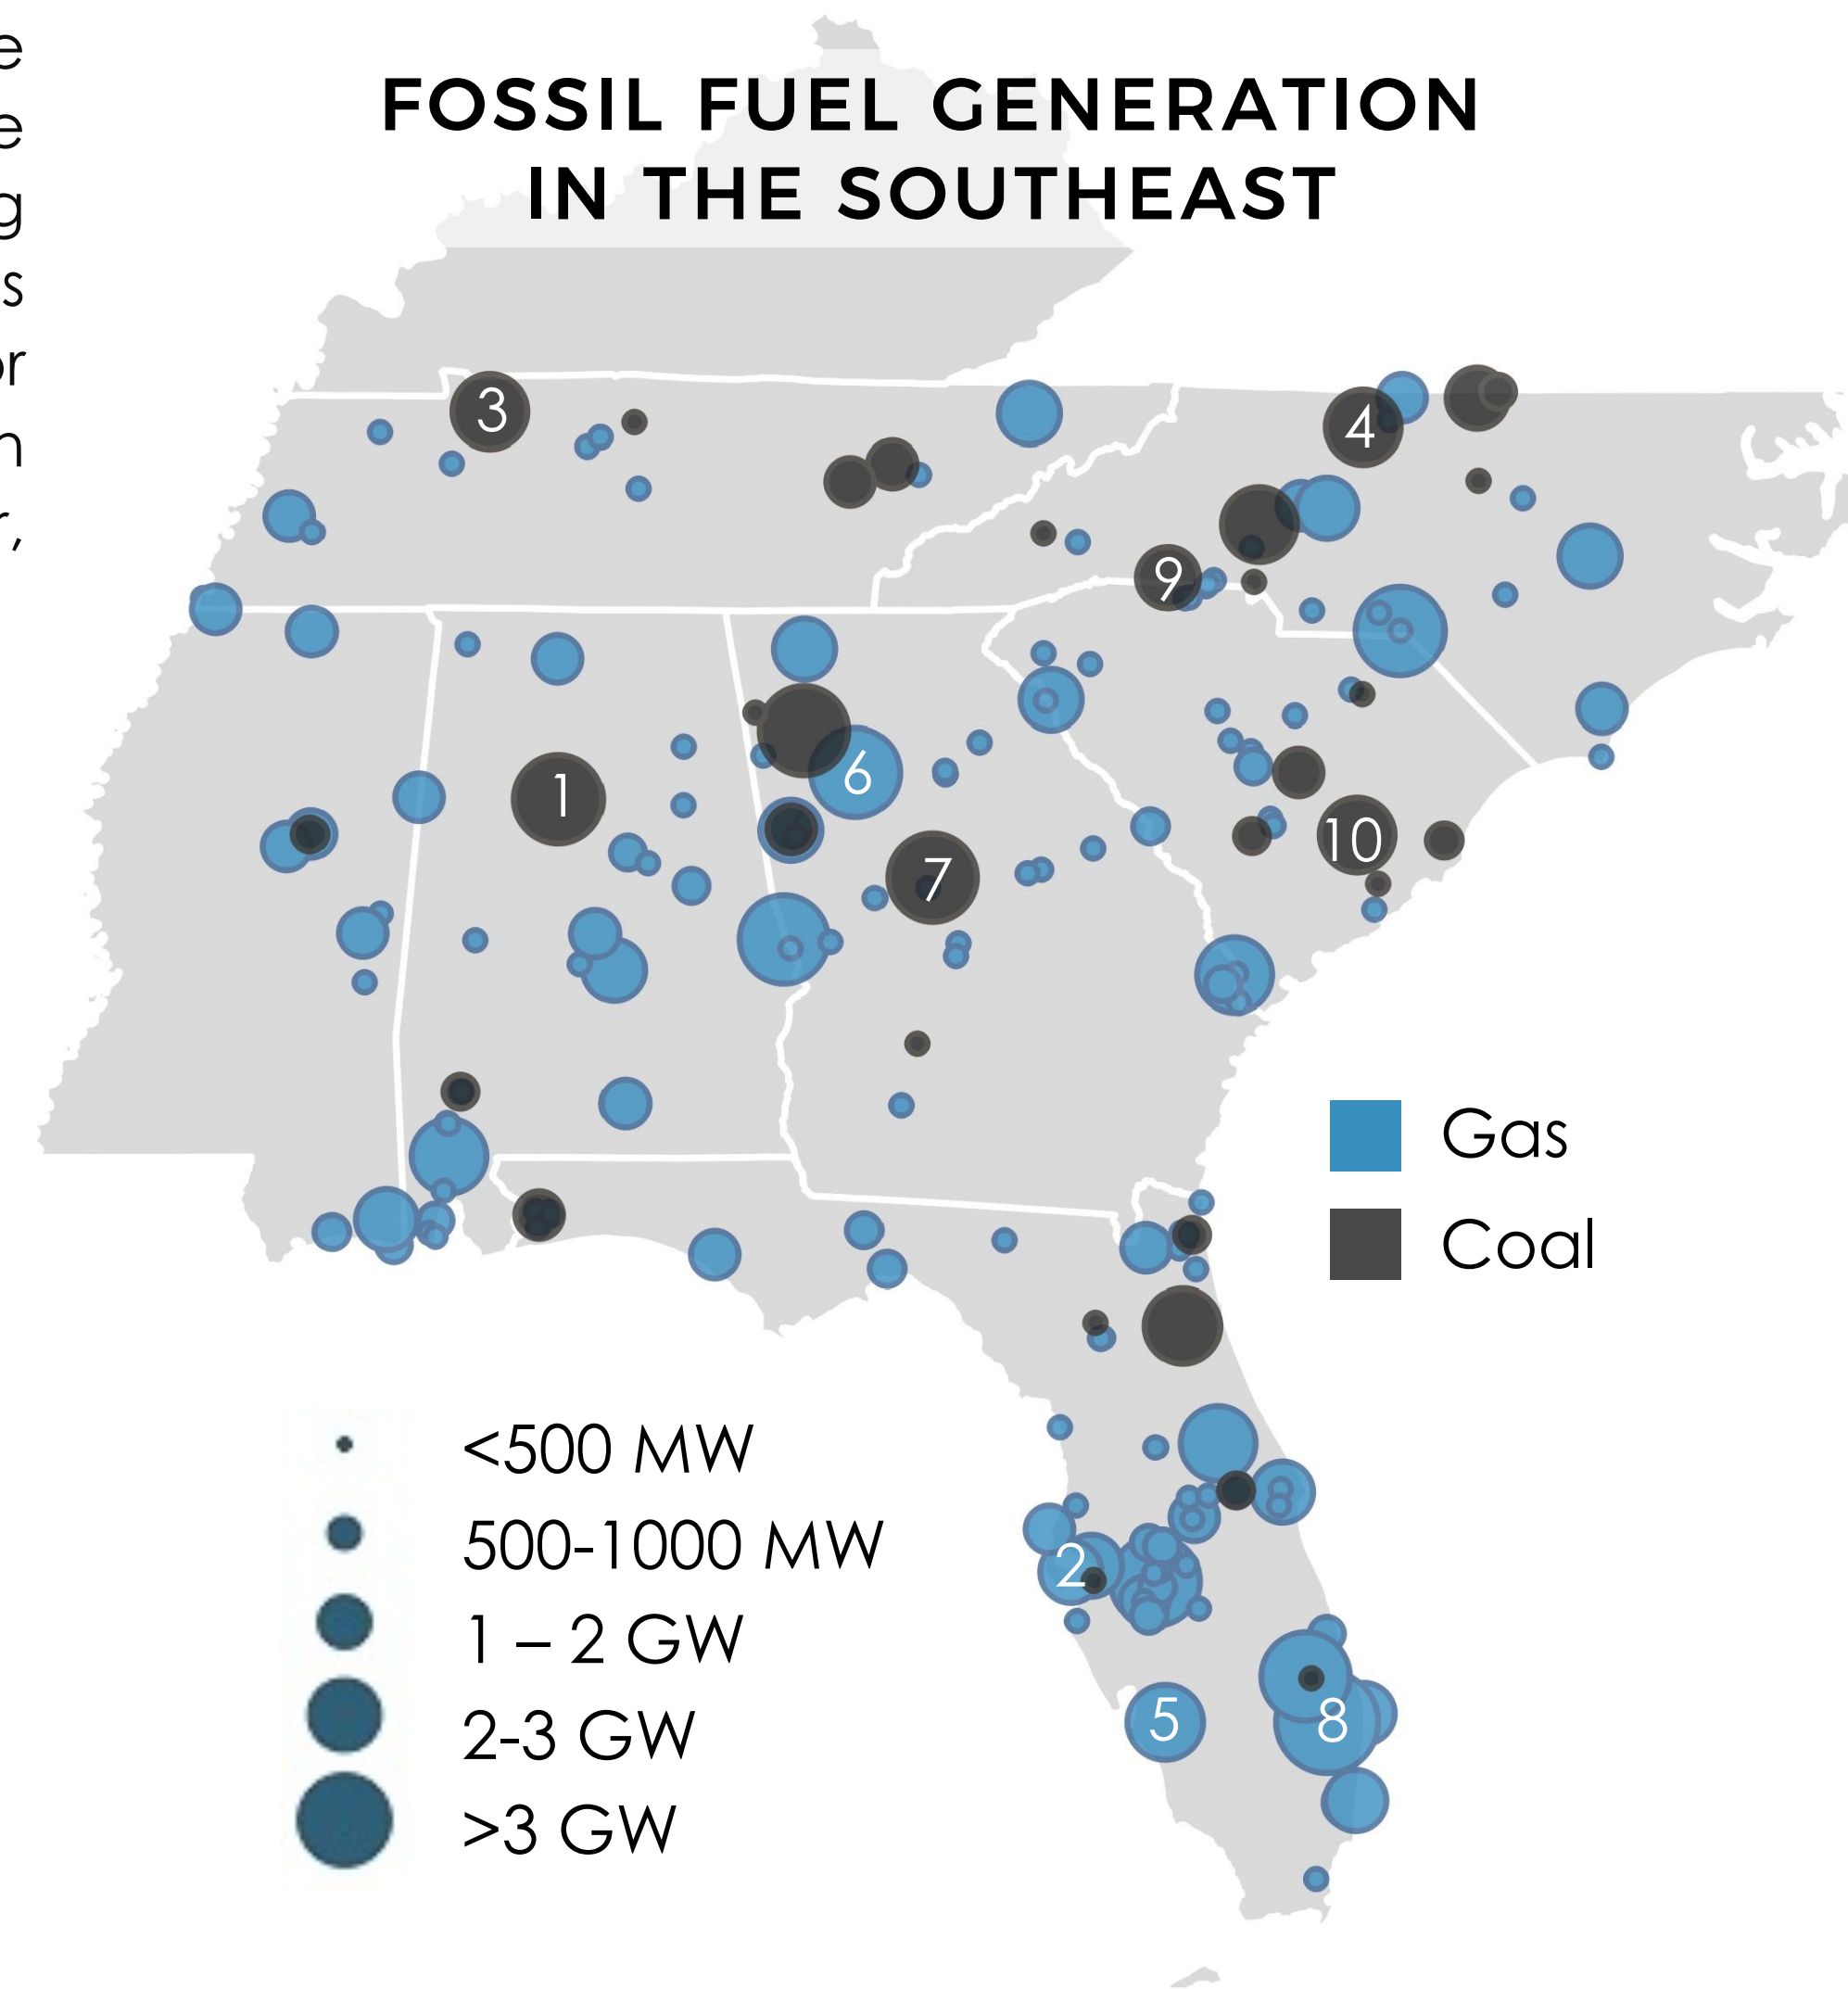 e
e
g
s
or
n
r,
FOSSIL FUEL GENERATION
IN THE SOUTHEAST
3
4
9
1
6
7
10
2
5
8
Gas
Coal
<500 MW
500-1000 MW
1 – 2 GW
2-3 GW
>3 GW